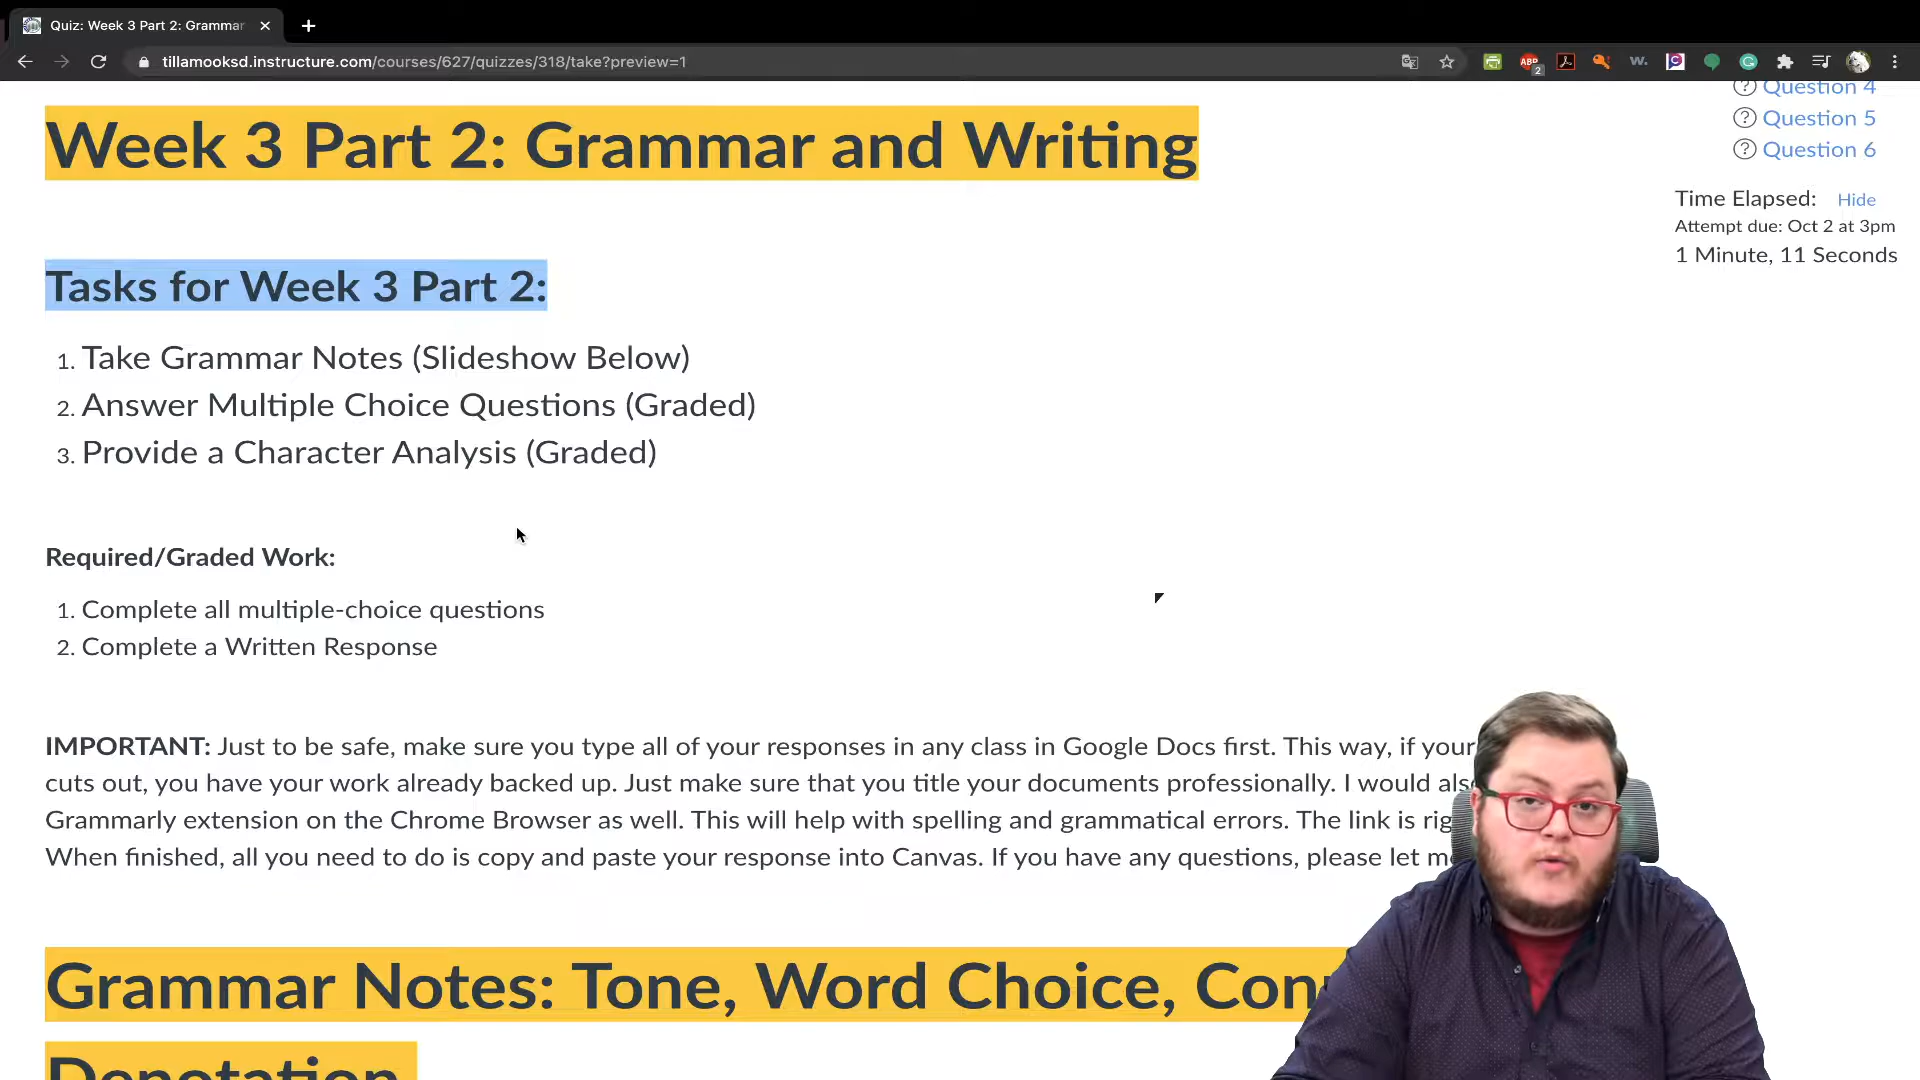 Quiz: Week 3 Part 2: Grammar
tillamooksd.instructure.com/courses/627/quizzes/318/take?preview=1
ABP
2
w.
Question 4
Question 5
Question 6
Time Elapsed: Hide
Attempt due: Oct 2 at 3pm
1 Minute, 11 Seconds
Week 3 Part 2: Grammar and Writing
Tasks for Week 3 Part 2:
1. Take Grammar Notes (Slideshow Below)
2. Answer Multiple Choice Questions (Graded)
3. Provide a Character Analysis (Graded)
Required/Graded Work:
1. Complete all multiple-choice questions
2. Complete a Written Response
IMPORTANT: Just to be safe, make sure you type all of your responses in any class in Google Docs first. This way, if your
cuts out, you have your work already backed up. Just make sure that you title your documents professionally. I would
Grammarly extension on the Chrome Browser as well. This will help with spelling and grammatical errors. The link is
When finished, all you need to do is copy and paste your response into Canvas. If you have any questions, please let
Grammar Notes: Tone, Word Choice,
Denotation